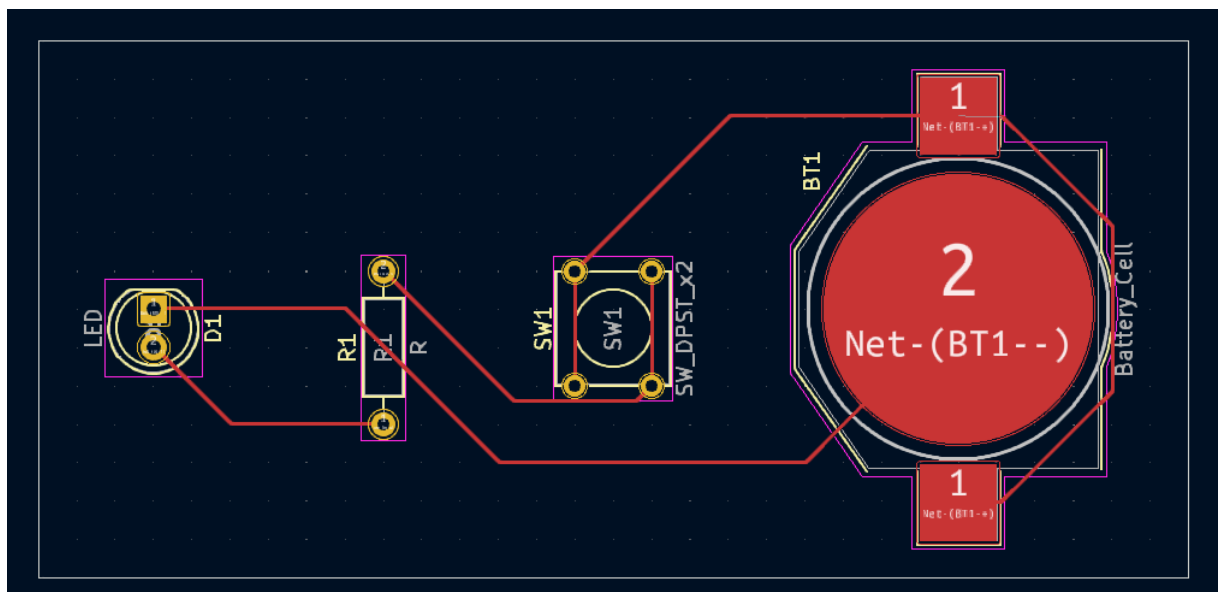 1
Net-(BT1-+)
BT1
2
Net-(BT1--)
Battery_Cell
1
Net-(BT1-+)
SW1
SW1
SW_DPST_x2
R1
R1
R
LED
D1